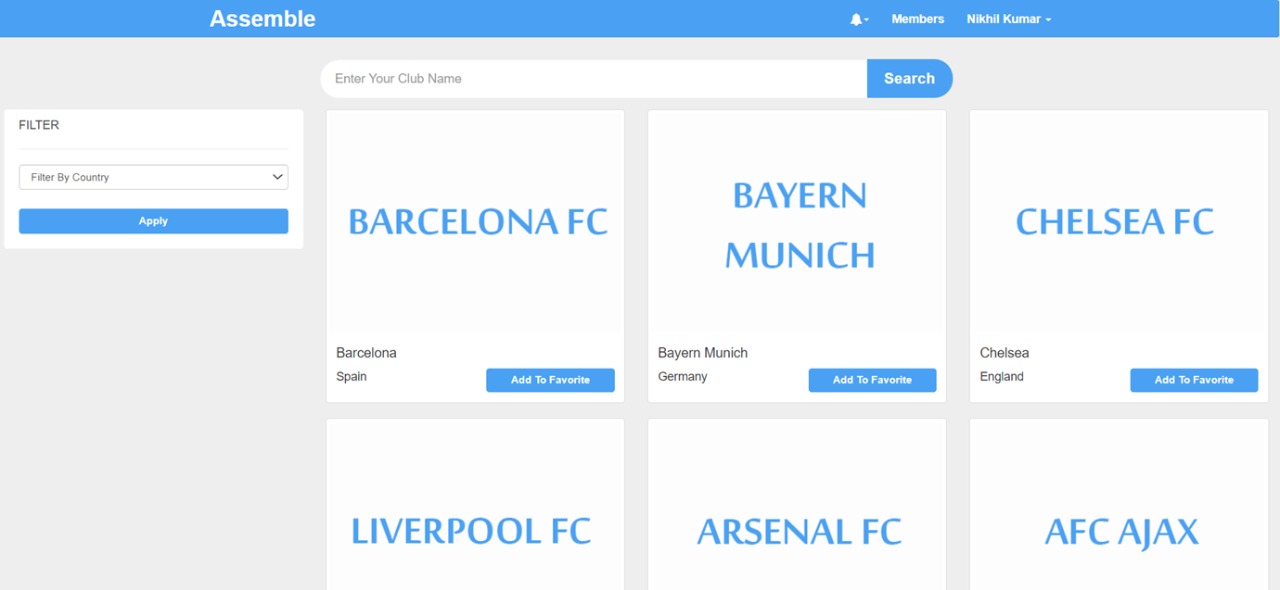 Assemble
Members
Nikhil Kumar
Enter Your Club Name
Search
FILTER
Filter By Country
Apply
BARCELONA FC
Barcelona
Spain
Add To Favorite
BAYERN
MUNICH
Bayern Munich
Germany
Add To Favorite
CHELSEA FC
Chelsea
England
Add To Favorite
LIVERPOOL FC
ARSENAL FC
AFC AJAX